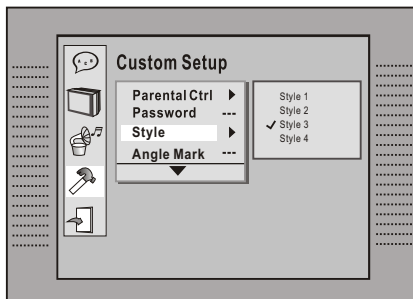 Custom Setup
Parental Ctrl
Password ---
Style
Angle Mark ---
Style 1
Style 2
Style 3
Style 4